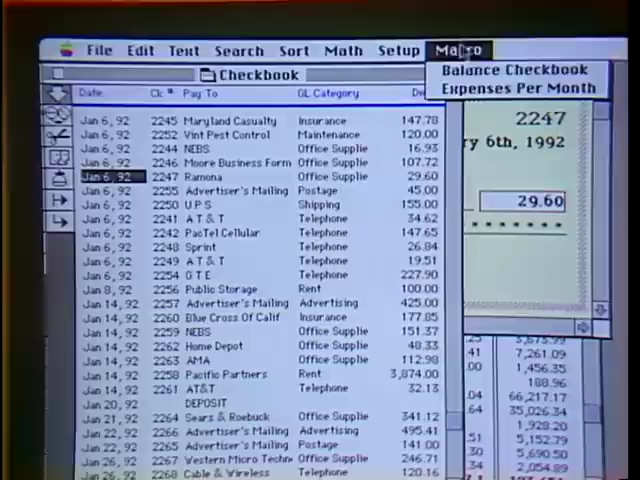 File Edit Text Search Sort Math Setup Macro
Checkbook
Balance Checkbook
Expenses Per Month
Date Ck # Pay To GL Category
Jan 6, 92 2245 Maryland Casualty Insurance 147.78
Jan 6, 92 2252 Vint Pest Control Maintenance 120.00
Jan 6, 92 2244 NEBS Office Supplie 16.93
Jan 6, 92 2246 Moore Business Form Office Supplie 107.72
Jan 6, 92 2247 Ramona Office Supplie 29.60
Jan 6, 92 2255 Advertiser's Mailing Postage 45.00
Jan 6, 92 2250 U P S Shipping 155.00
Jan 6, 92 2241 A T & T Telephone 34.62
Jan 6, 92 2242 PacTel Cellular Telephone 147.65
Jan 6, 92 2248 Sprint Telephone 26.84
Jan 6, 92 2249 A T & T Telephone 19.51
Jan 6, 92 2254 G T E Telephone 227.90
Jan 8, 92 2256 Public Storage Rent 100.00
Jan 14, 92 2257 Advertiser's Mailing Advertising 425.00
Jan 14, 92 2260 Blue Cross Of Calif Insurance 177.85
Jan 14, 92 2259 NEBS Office Supplie 151.37
Jan 14, 92 2262 Home Depot Office Supplie 48.33
Jan 14, 92 2263 AMA Office Supplie 112.98
Jan 14, 92 2258 Pacific Partners Rent 3,874.00
Jan 14, 92 2261 AT&T Telephone 32.13
Jan 20, 92 DEPOSIT
Jan 21, 92 2264 Sears & Roebuck Office Supplie 341.12
Jan 22, 92 2266 Advertiser's Mailing Advertising 495.41
Jan 22, 92 2265 Advertiser's Mailing Postage 141.00
Jan 26, 92 2267 Western Micro Techn Office Supplie 246.71
Jan 26, 92 2268 Cable & Wireless Telephone 120.16
2247
ry 6th, 1992
29.60
41 7,261.09
.00 1,456.35
188.96
.04 66,217.17
.64 35,026.34
1,928.20
.51 5,152.79
.30 5,690.50
.34 2,054.89